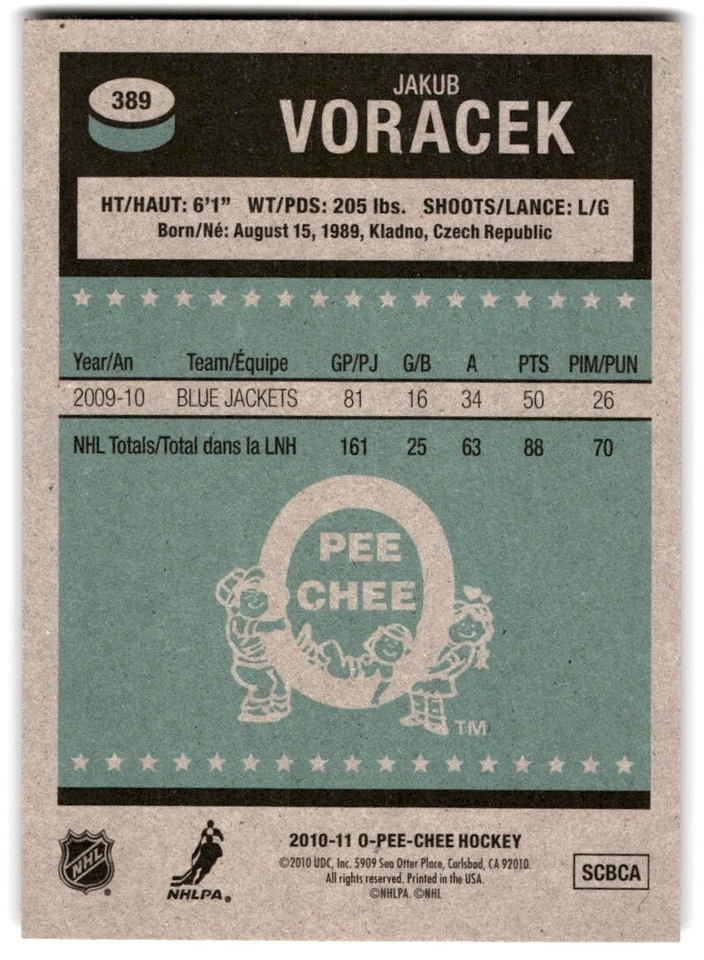 389
JAKUB
VORACEK
HT/HAUT: 6'1" WT/PDS: 205 lbs. SHOOTS/LANCE: L/G
Born/Né: August 15, 1989, Kladno, Czech Republic
Year/An Team/Équipe GP/PJ G/B A PTS PIM/PUN
2009-10 BLUE JACKETS 81 16 34 50 26
NHL Totals/Total dans la LNH 161 25 63 88 70
O
PEE
CHEE
TM
NHL
NHLPA®
2010-11 O-PEE-CHEE HOCKEY
©2010 UDC, Inc. 5909 Sea Otter Place, Carlsbad, CA 92010.
All rights reserved. Printed in the USA.
©NHLPA. ©NHL
SCBCA